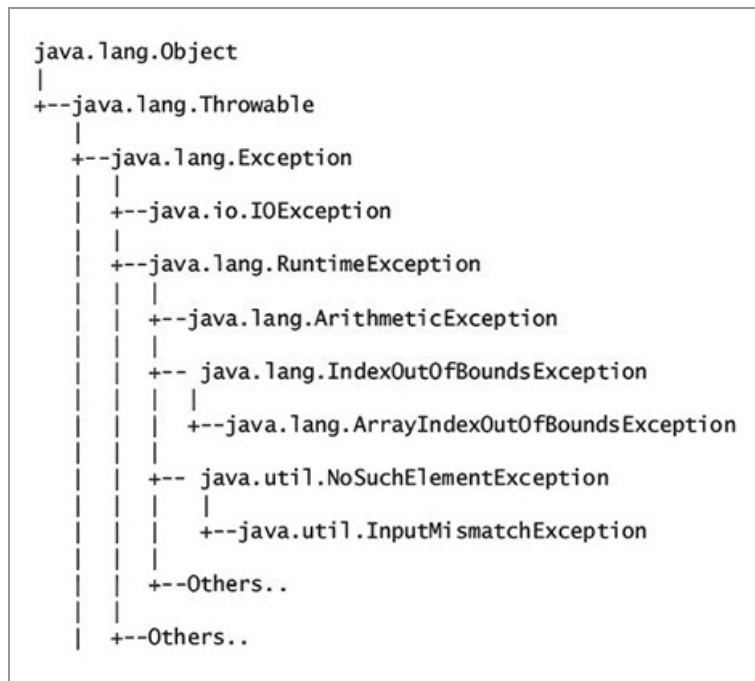 java.lang.Object
|
+--java.lang.Throwable
   |
   +--java.lang.Exception
   |  |
   |  +--java.io.IOException
   |  |
   |  +--java.lang.RuntimeException
   |  |  |
   |  |  +--java.lang.ArithmeticException
   |  |  |
   |  |  +-- java.lang.IndexOutOfBoundsException
   |  |  |  |
   |  |  |  +--java.lang.ArrayIndexOutOfBoundsException
   |  |  |
   |  |  +-- java.util.NoSuchElementException
   |  |  |   |
   |  |  |   +--java.util.InputMismatchException
   |  |  |
   |  |  +--Others..
   |  |
   |  +--Others..